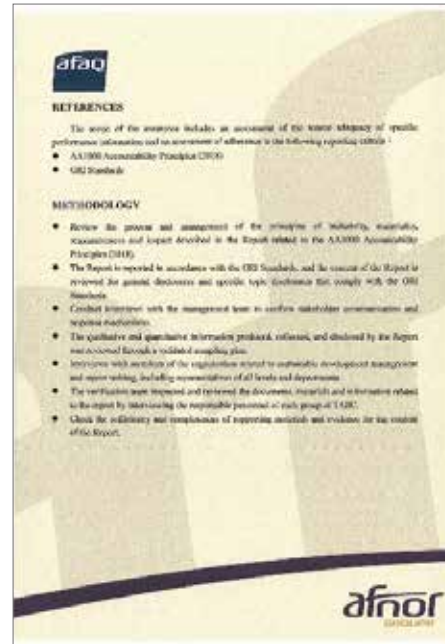 afaq
REFERENCES
The scope of the assurance includes an assessment of the adequacy of specific
performance information and an assessment of adherence to the following reporting criteria :
● AA1000 Accountability Principles (2018)
● GRI Standards
METHODOLOGY
● Review the process and management of the principles of inclusivity, materiality,
responsiveness and impact described in the Report related to the AA1000 Accountability
Principles (2018).
● The Report is reported in accordance with the GRI Standards, and the content of the Report is
reviewed for general disclosures and specific topic disclosures that comply with the GRI
Standards.
● Conduct interviews with the management team to confirm stakeholder communication and
response mechanisms.
● The qualitative and quantitative information produced, collected, and disclosed by the Report
was reviewed through a validated sampling plan.
● Interviews with members of the organization related to sustainable development management
and report writing, including representatives of all levels and departments.
● The verification team inspected and reviewed the documents, materials and information related
to the report by interviewing the responsible personnel of each group of
● Check the sufficiency and completeness of supporting materials and evidence for the content
of the Report.
afnor
GROUPE